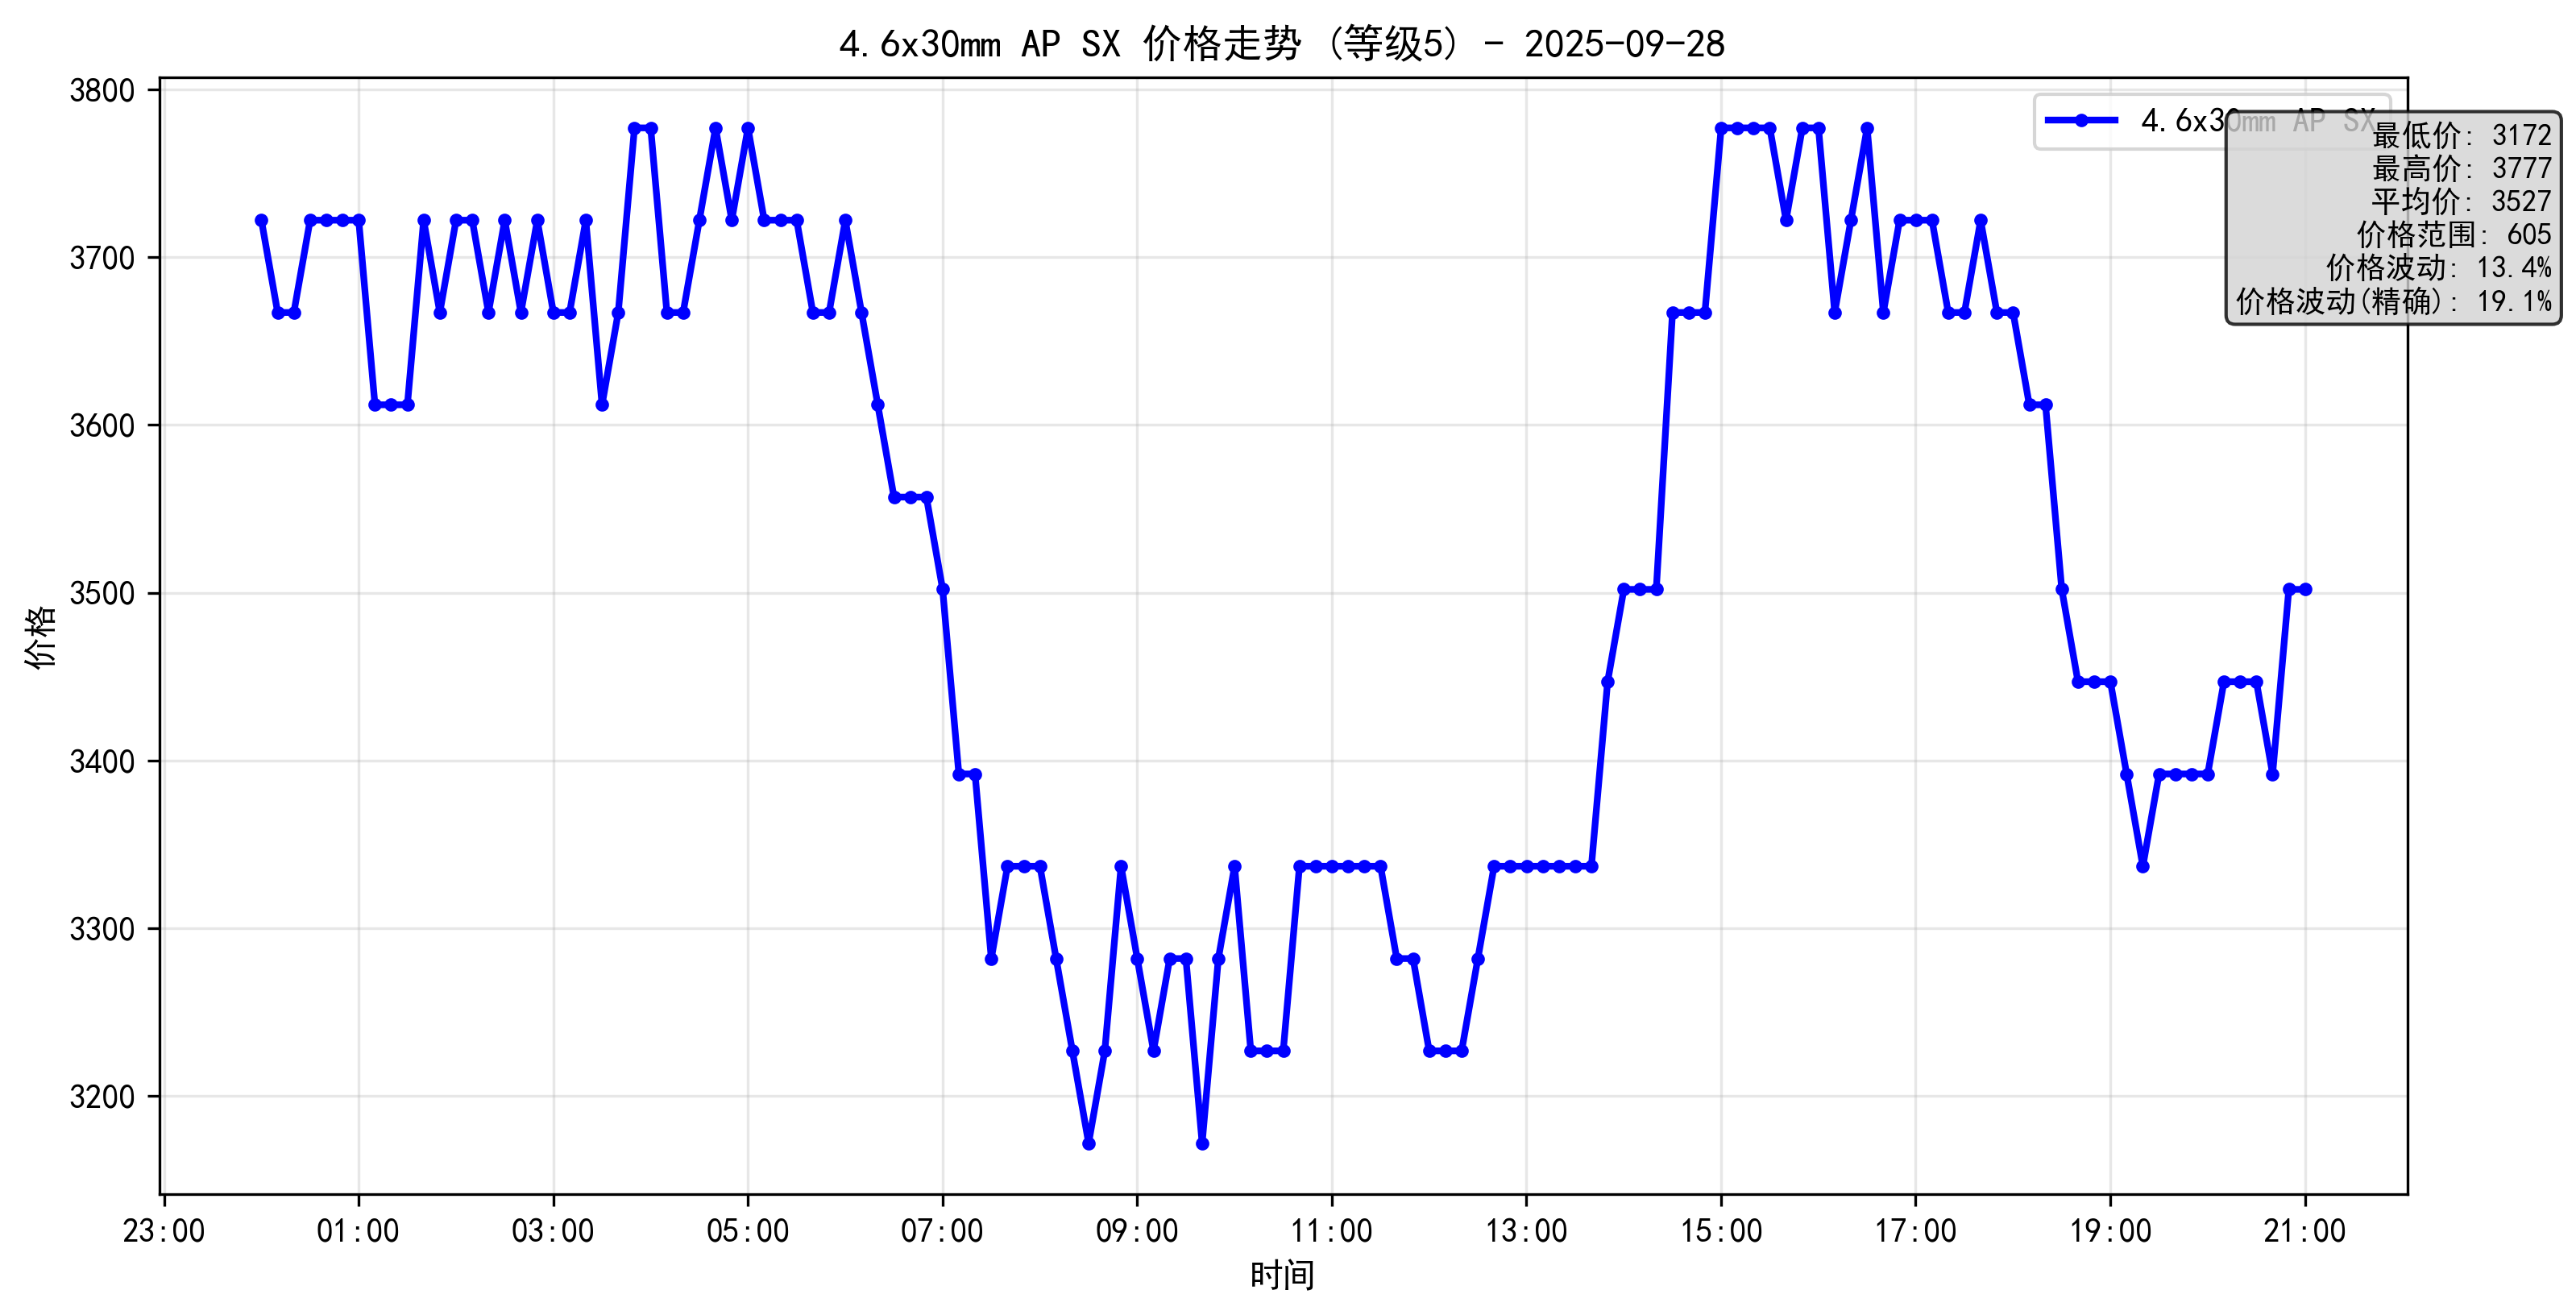 4.6x30mm AP SX 价格走势 (等级5) - 2025-09-28
3800
3700
3600
3500
3400
3300
3200
价格
4.6x30mm AP SX
最低价: 3172
最高价: 3777
平均价: 3527
价格范围: 605
价格波动: 13.4%
价格波动(精确): 19.1%
23:00 01:00 03:00 05:00 07:00 09:00 11:00 13:00 15:00 17:00 19:00 21:00
时间